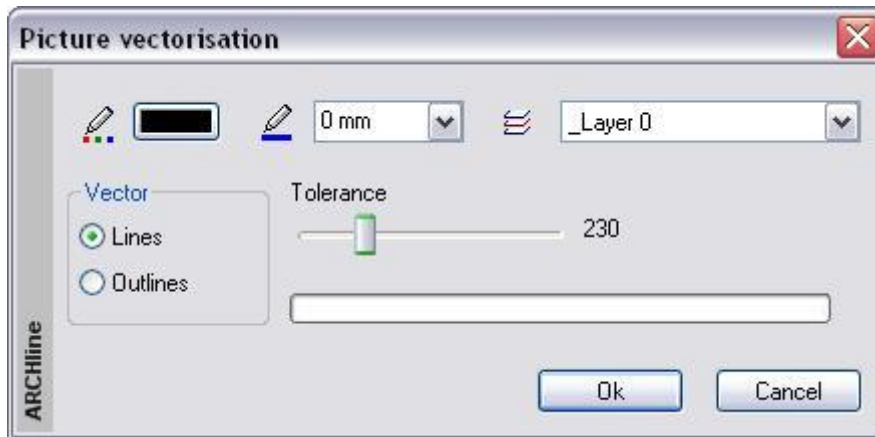 Picture vectorisation
0 mm
_Layer 0
Vector
Tolerance
Lines
230
Outlines
ARCHline
Ok
Cancel